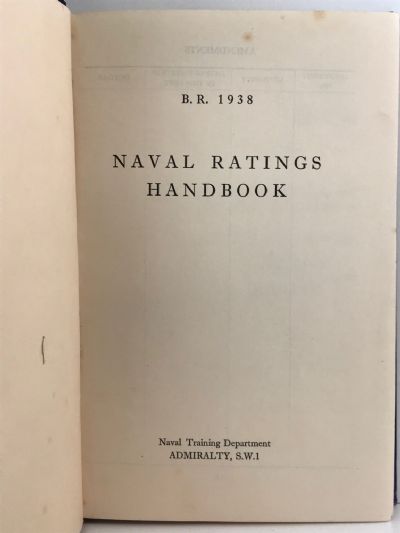 B. R. 1938
NAVAL RATINGS
HANDBOOK
Naval Training Department
ADMIRALTY, S.W.1